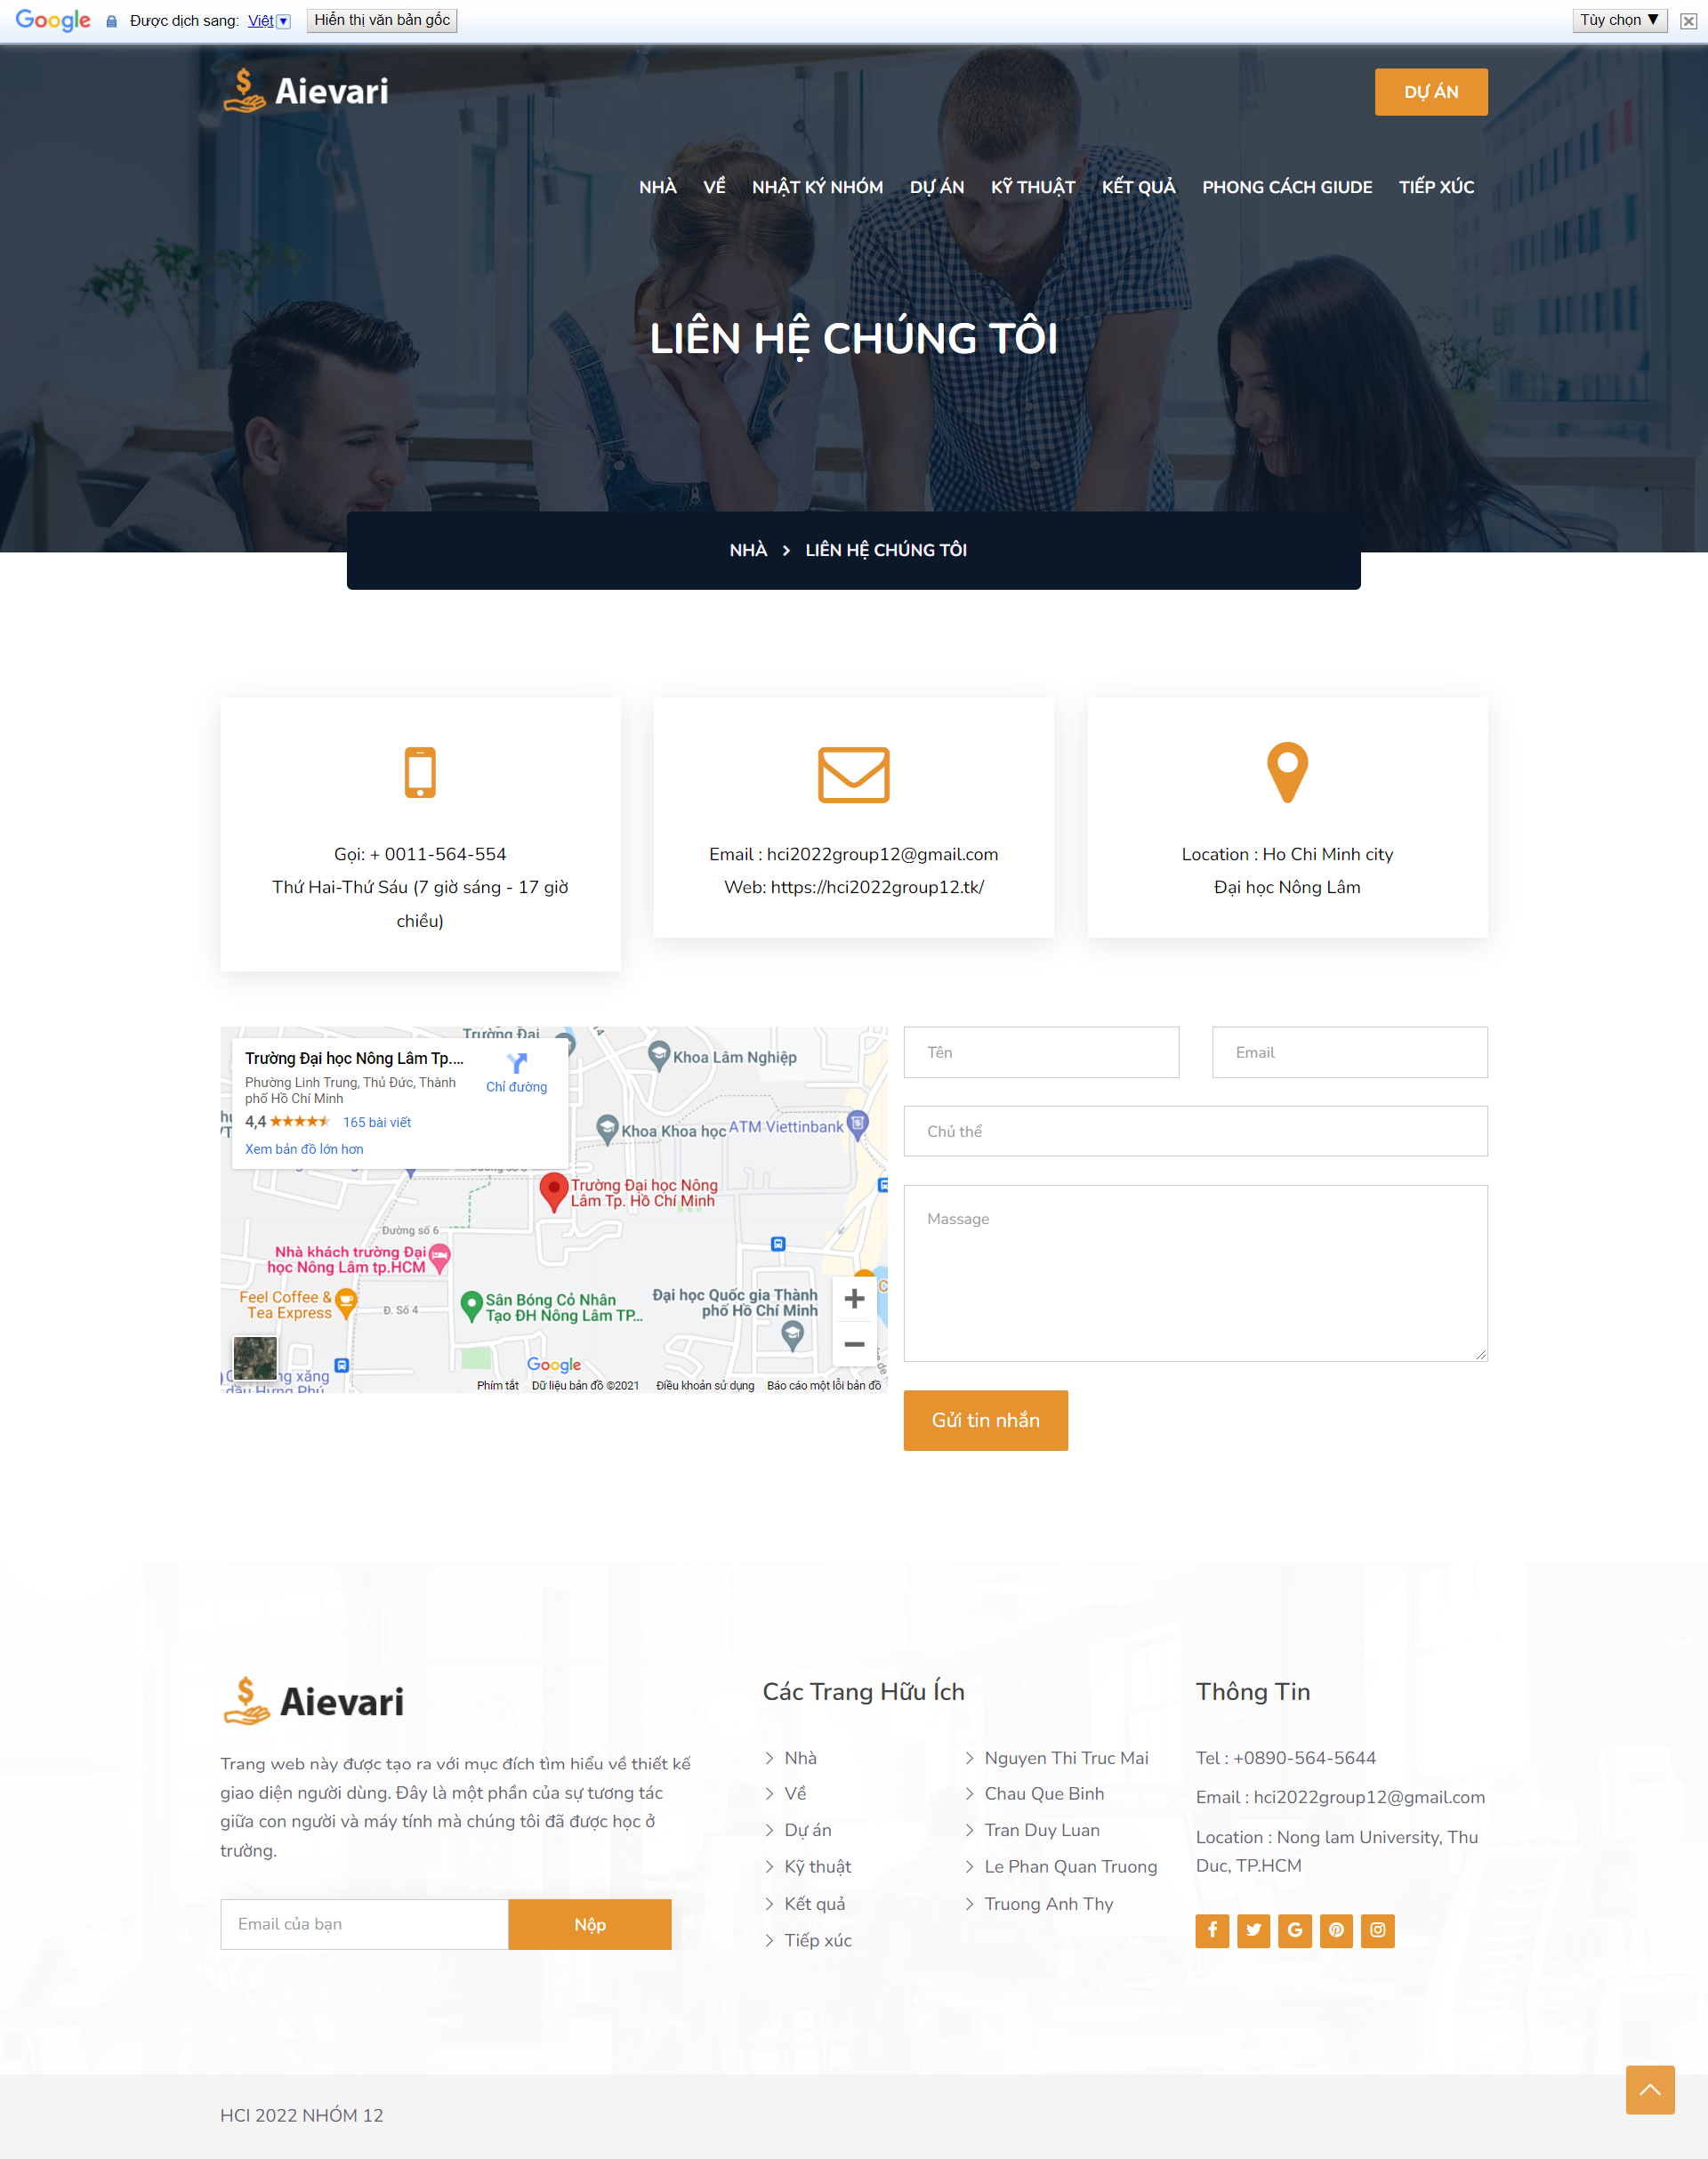 Google Được dịch sang: Việt Hiển thị văn bản gốc Tùy chọn ▼
Aievari
DỰ ÁN
NHÀ VỀ NHẬT KÝ NHÓM DỰ ÁN KỸ THUẬT KẾT QUẢ PHONG CÁCH GIUDE TIẾP XÚC
LIÊN HỆ CHÚNG TÔI
NHÀ LIÊN HỆ CHÚNG TÔI
Gọi: + 0011-564-554
Thứ Hai-Thứ Sáu (7 giờ sáng - 17 giờ
chiều)
Email : hci2022group12@gmail.com
Web: https://hci2022group12.tk/
Location : Ho Chi Minh city
Đại học Nông Lâm
Trường Đại
Trường Đại học Nông Lâm Tp....
Phường Linh Trung, Thủ Đức, Thành
phố Hồ Chí Minh
4,4 165 bài viết
Xem bản đồ lớn hơn
Chỉ đường
Khoa Lâm Nghiệp
Khoa Khoa học
ATM Viettinbank
Trường Đại học Nông
Lâm Tp. Hồ Chí Minh
Đường số 6
Nhà khách trường Đại
học Nông Lâm tp.HCM
Feel Coffee &
Tea Express
Đ. Số 4
Sân Bóng Cỏ Nhân
Tạo ĐH Nông Lâm TP...
Đại học Quốc gia Thành
phố Hồ Chí Minh
ng xăng
dầu Hưng Phú
Google
Phím tắt Dữ liệu bản đồ ©2021 Điều khoản sử dụng Báo cáo một lỗi bản đồ
Tên
Email
Chủ thể
Massage
Gửi tin nhắn
Aievari
Trang web này được tạo ra với mục đích tìm hiểu về thiết kế
giao diện người dùng. Đây là một phần của sự tương tác
giữa con người và máy tính mà chúng tôi đã được học ở
trường.
Email của bạn
Nộp
Các Trang Hữu Ích
Nhà
Về
Dự án
Kỹ thuật
Kết quả
Tiếp xúc
Nguyen Thi Truc Mai
Chau Que Binh
Tran Duy Luan
Le Phan Quan Truong
Truong Anh Thy
Thông Tin
Tel : +0890-564-5644
Email : hci2022group12@gmail.com
Location : Nong lam University, Thu
Duc, TP.HCM
HCI 2022 NHÓM 12